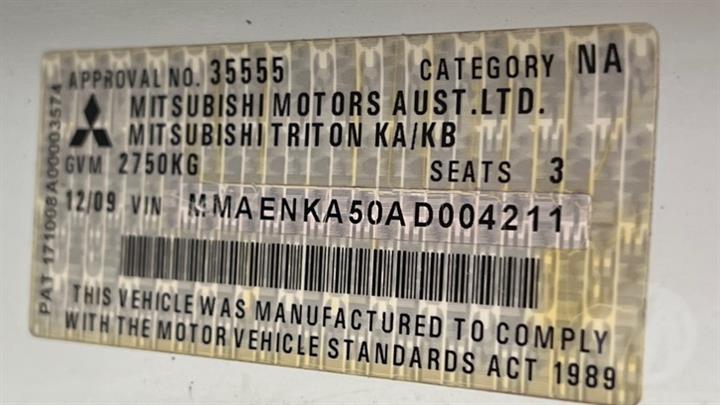 APPROVAL NO. 35555 CATEGORY NA
MITSUBISHI MOTORS AUST.LTD.
MITSUBISHI TRITON KA/KB
GVM 2750KG SEATS 3
12/09 VIN MMAENKA50AD004211
THIS VEHICLE WAS MANUFACTURED TO COMPLY
WITH THE MOTOR VEHICLE STANDARDS ACT 1989
PAT 171008A00003574